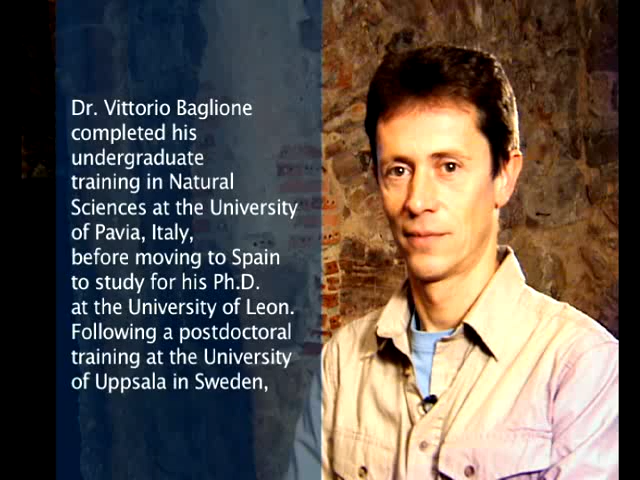 Dr. Vittorio Baglione
completed his
undergraduate
training in Natural
Sciences at the University
of Pavia, Italy,
before moving to Spain
to study for his Ph.D.
at the University of Leon.
Following a postdoctoral
training at the University
of Uppsala in Sweden,